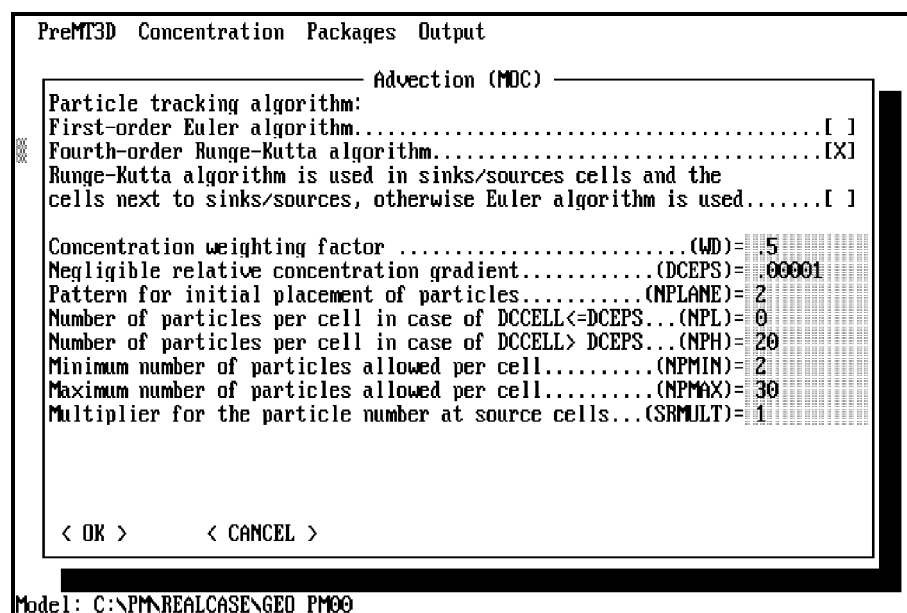 PreMT3D  Concentration  Packages  Output
Advection (MOC)
Particle tracking algorithm:
First-order Euler algorithm........................................[ ]
Fourth-order Runge-Kutta algorithm.................................[X]
Runge-Kutta algorithm is used in sinks/sources cells and the
cells next to sinks/sources, otherwise Euler algorithm is used.......[ ]
Concentration weighting factor .........................(WD)= .5
Negligible relative concentration gradient............(DCEPS)= .00001
Pattern for initial placement of particles...........(NPLANE)= 2
Number of particles per cell in case of DCCELL<=DCEPS...(NPL)= 0
Number of particles per cell in case of DCCELL> DCEPS...(NPH)= 20
Minimum number of particles allowed per cell..........(NPMIN)= 2
Maximum number of particles allowed per cell..........(NPMAX)= 30
Multiplier for the particle number at source cells...(SRMULT)= 1
< OK >      < CANCEL >
Model: C:\PM\REALCASE\GEO_PM00